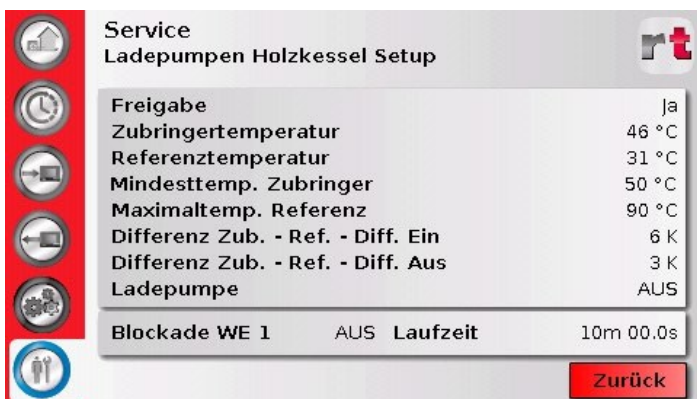 Service
Ladepumpen Holzkessel Setup
rt
Freigabe Ja
Zubringertemperatur 46 °C
Referenztemperatur 31 °C
Mindesttemp. Zubringer 50 °C
Maximaltemp. Referenz 90 °C
Differenz Zub. - Ref. - Diff. Ein 6 K
Differenz Zub. - Ref. - Diff. Aus 3 K
Ladepumpe AUS
Blockade WE 1 AUS Laufzeit 10m 00.0s
Zurück